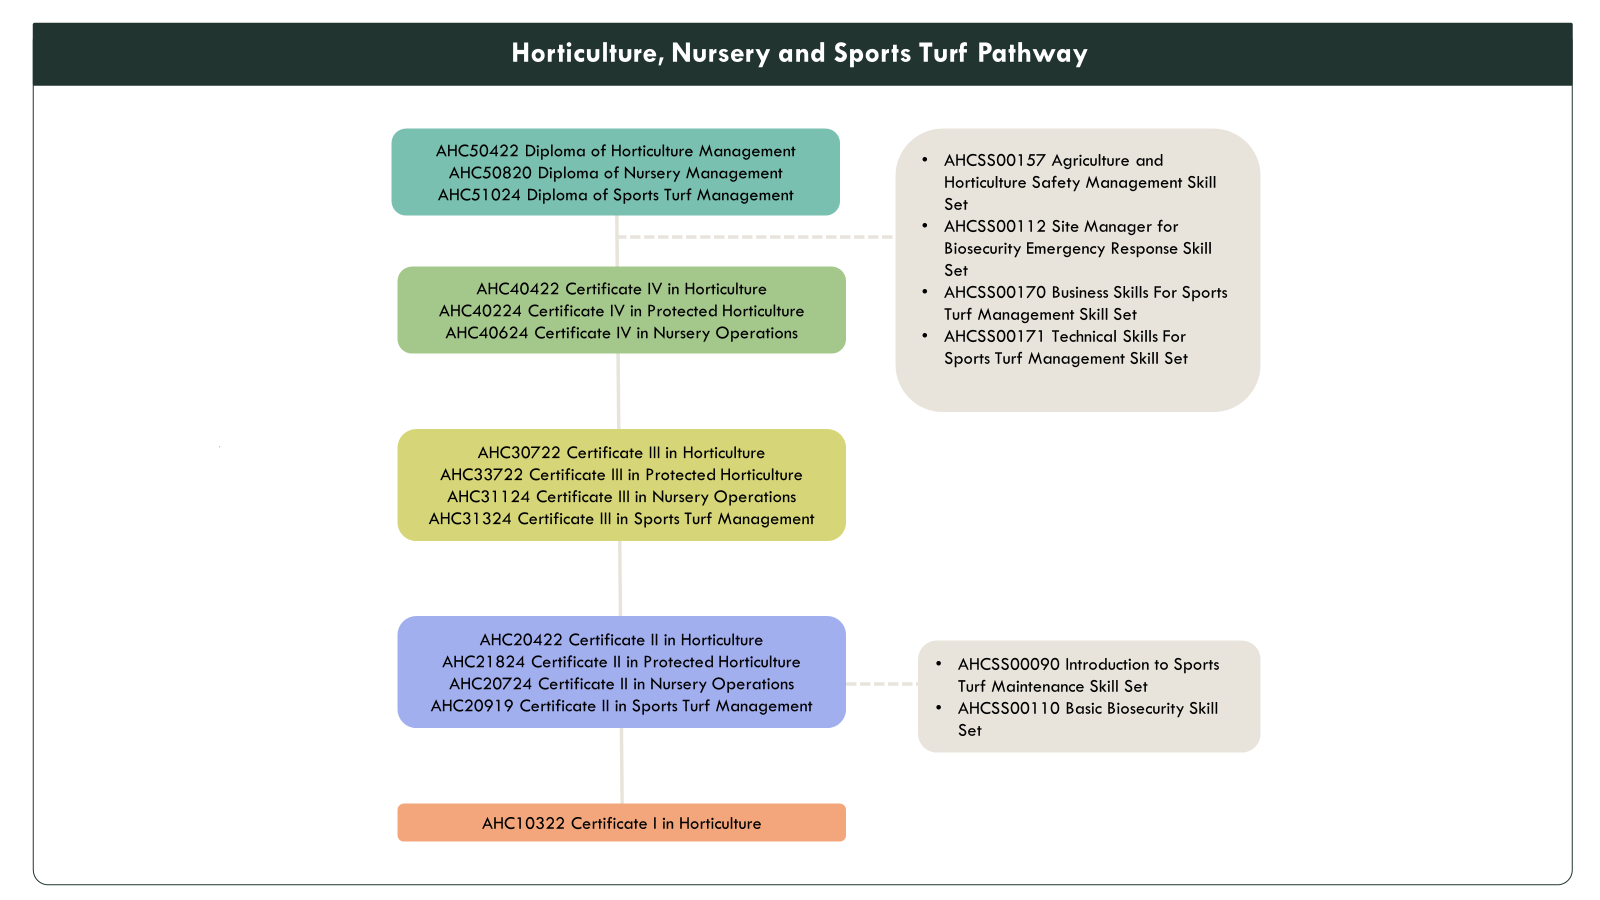 Horticulture, Nursery and Sports Turf Pathway
AHC50422 Diploma of Horticulture Management
AHC50820 Diploma of Nursery Management
AHC51024 Diploma of Sports Turf Management
• AHCSS00157 Agriculture and
Horticulture Safety Management Skill
Set
• AHCSS00112 Site Manager for
Biosecurity Emergency Response Skill
Set
• AHCSS00170 Business Skills For Sports
Turf Management Skill Set
• AHCSS00171 Technical Skills For
Sports Turf Management Skill Set
AHC40422 Certificate IV in Horticulture
AHC40224 Certificate IV in Protected Horticulture
AHC40624 Certificate IV in Nursery Operations
AHC30722 Certificate III in Horticulture
AHC33722 Certificate III in Protected Horticulture
AHC31124 Certificate III in Nursery Operations
AHC31324 Certificate III in Sports Turf Management
AHC20422 Certificate II in Horticulture
AHC21824 Certificate II in Protected Horticulture
AHC20724 Certificate II in Nursery Operations
AHC20919 Certificate II in Sports Turf Management
• AHCSS00090 Introduction to Sports
Turf Maintenance Skill Set
• AHCSS00110 Basic Biosecurity Skill
Set
AHC10322 Certificate I in Horticulture